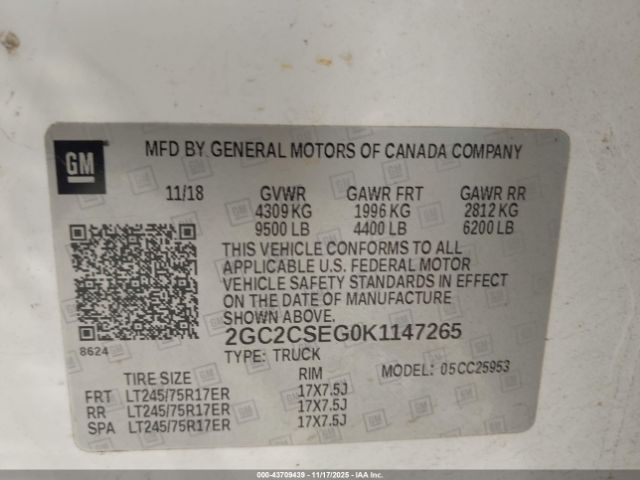 GM
MFD BY GENERAL MOTORS OF CANADA COMPANY
11/18 GVWR GAWR FRT GAWR RR
4309 KG 1996 KG 2812 KG
9500 LB 4400 LB 6200 LB
THIS VEHICLE CONFORMS TO ALL
APPLICABLE U.S. FEDERAL MOTOR
VEHICLE SAFETY STANDARDS IN EFFECT
ON THE DATE OF MANUFACTURE
SHOWN ABOVE.
8624
2GC2CSEG0K1147265
TYPE: TRUCK MODEL: 05CC25953
TIRE SIZE RIM
FRT LT245/75R17ER 17X7.5J
RR LT245/75R17ER 17X7.5J
SPA LT245/75R17ER 17X7.5J
000-43709439 | 11/17/2025 | IAAI.CA